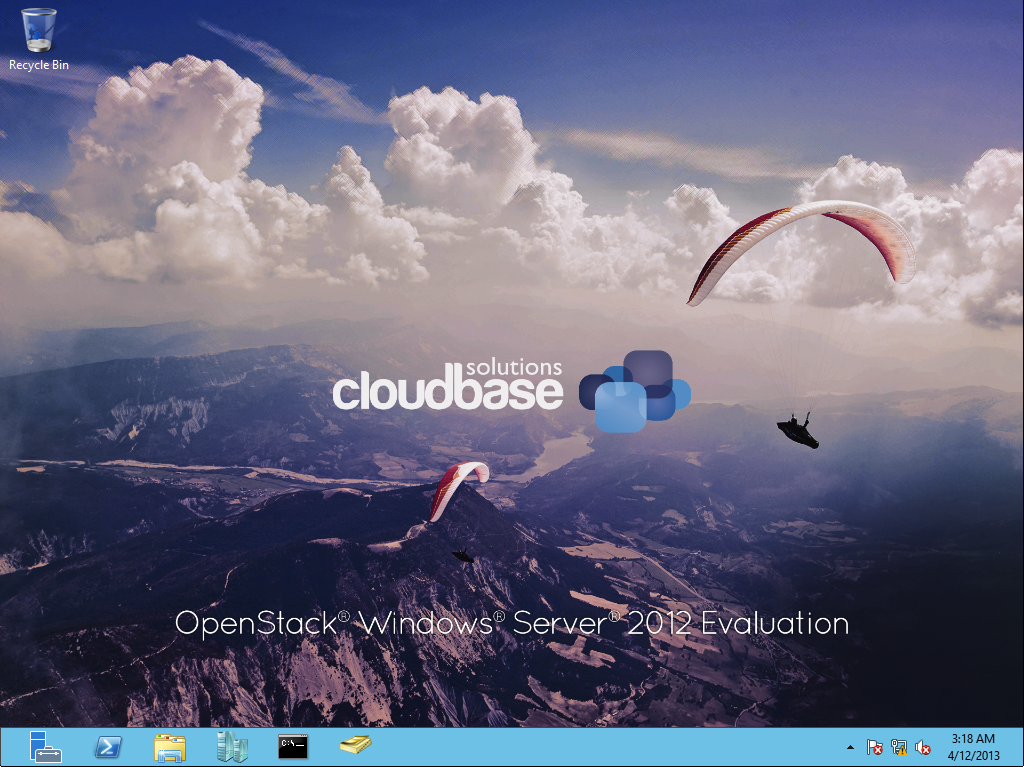 Recycle Bin
solutions
cloudbase
OpenStack® Windows® Server® 2012 Evaluation
C:\_
3:18 AM
4/12/2013